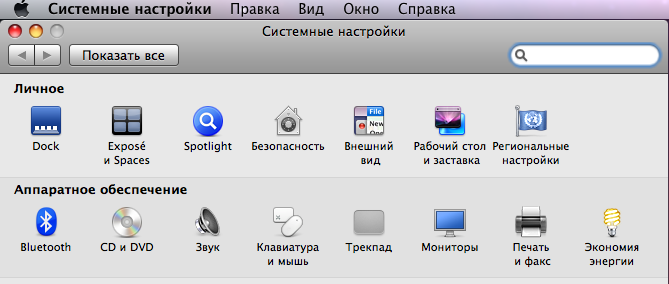 Системные настройки Правка Вид Окно Справка
Системные настройки
Показать все
Личное
Dock Exposé и Spaces Spotlight Безопасность Внешний вид Рабочий стол и заставка Региональные настройки
File
New
One
Аппаратное обеспечение
Bluetooth CD и DVD Звук Клавиатура и мышь Трекпад Мониторы Печать и факс Экономия энергии